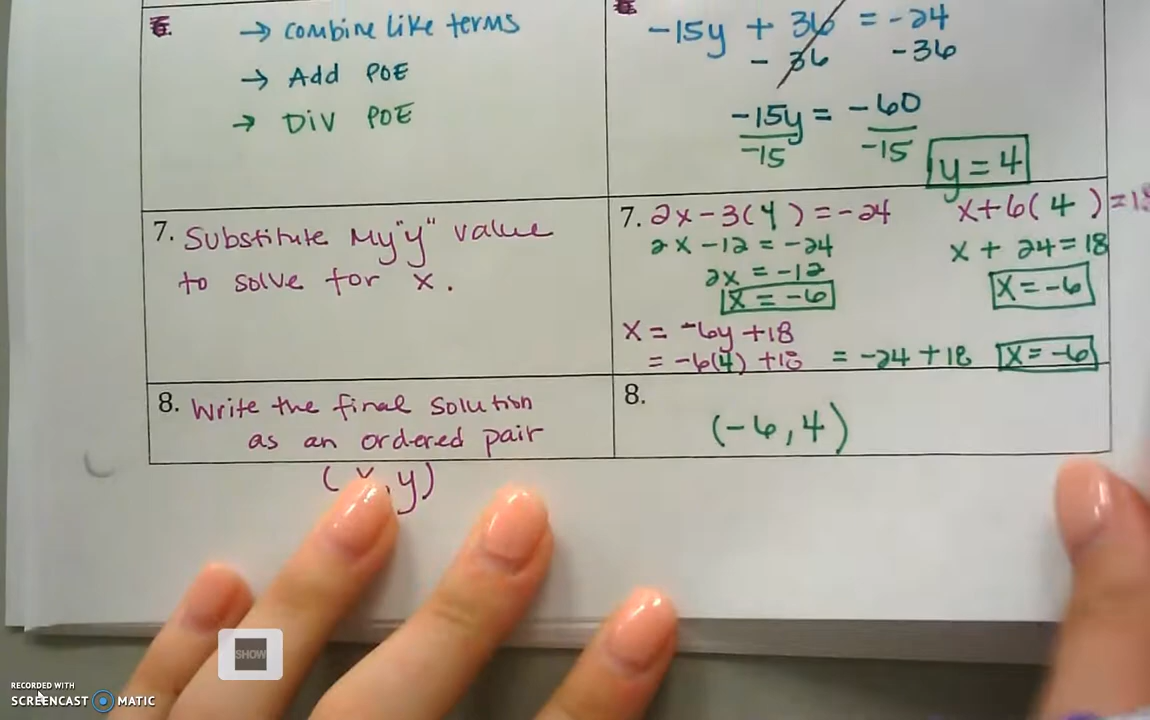 → combine like terms
→ Add POE
→ Div POE
-15y + 36 = -24
- 36 -36
-15y = -60
-15 -15
y = 4
7. Substitute My "y" value
to solve for x.
7. 2x - 3(4) = -24
2x - 12 = -24
2x = -12
x = -6
x + 6(4) = 18
x + 24 = 18
x = -6
x = -6y + 18
= -6(4) + 18 = -24 + 18 x = -6
8. Write the final solution
as an ordered pair
(x,y)
8.
(-6,4)
SHOW
RECORDED WITH
SCREENCAST MATIC